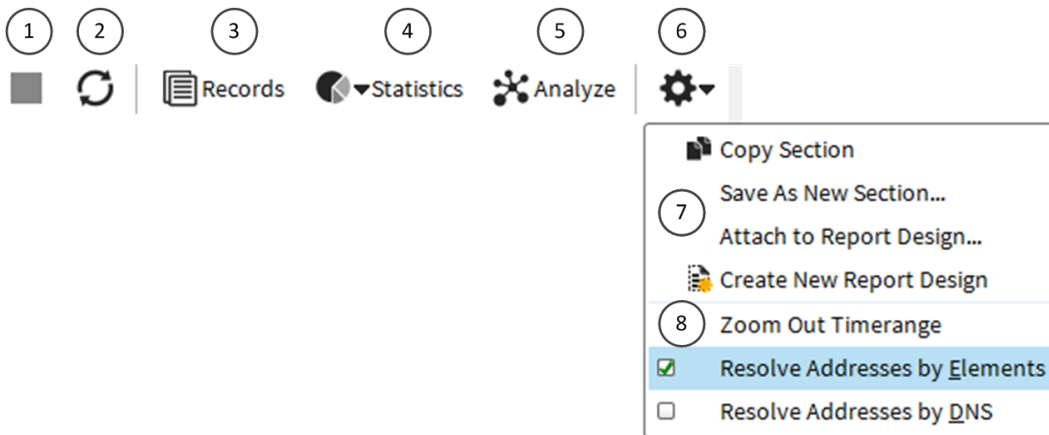 1 2 3 4 5 6
Records Statistics Analyze
Copy Section
Save As New Section...
7
Attach to Report Design...
Create New Report Design
8 Zoom Out Timerange
Resolve Addresses by Elements
Resolve Addresses by DNS